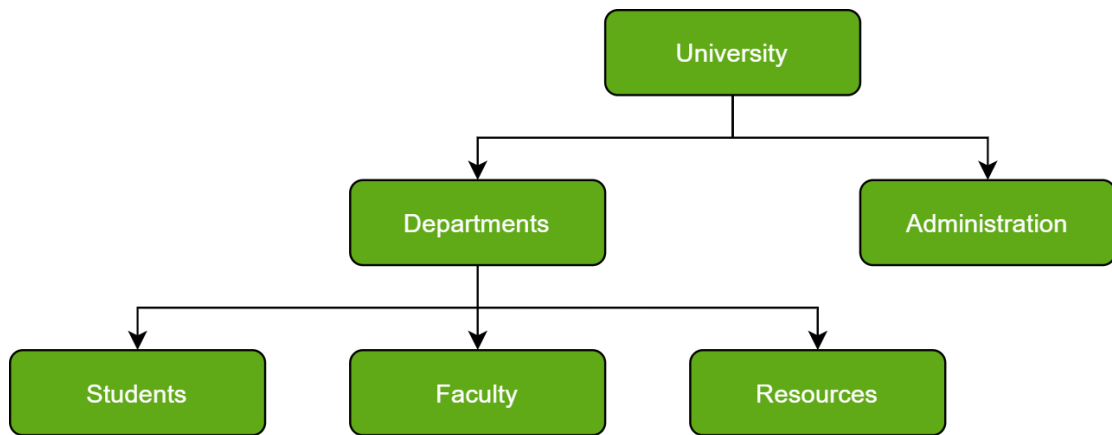 University
Departments
Administration
Students
Faculty
Resources